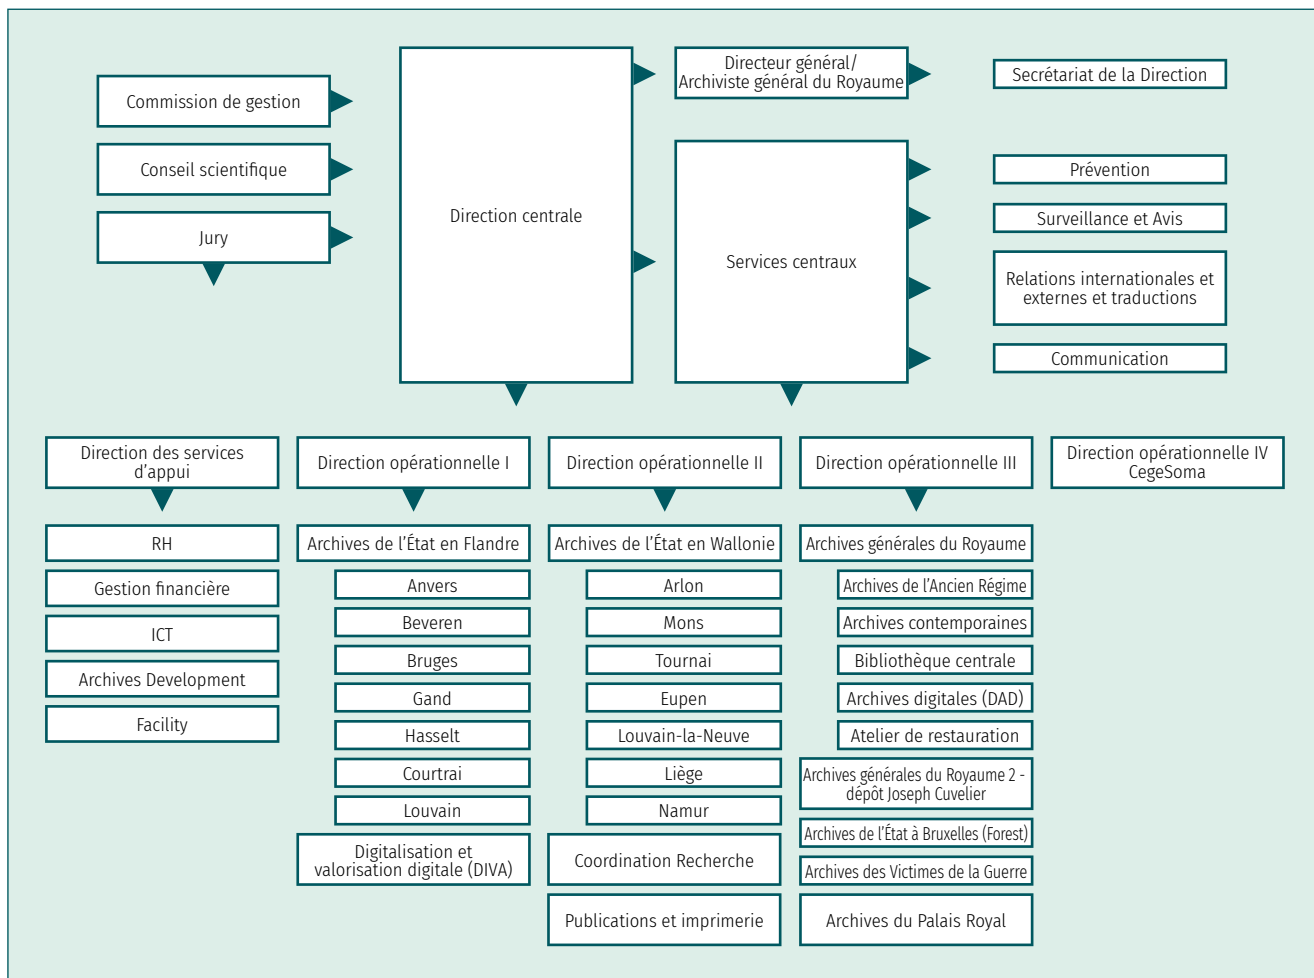 Commission de gestion
Conseil scientifique
Jury
Direction centrale
Directeur général/
Archiviste général du Royaume
Secrétariat de la Direction
Services centraux
Prévention
Surveillance et Avis
Relations internationales et
externes et traductions
Communication
Direction des services
d'appui
RH
Gestion financière
ICT
Archives Development
Facility
Direction opérationnelle I
Archives de l'État en Flandre
Anvers
Beveren
Bruges
Gand
Hasselt
Courtrai
Louvain
Digitalisation et
valorisation digitale (DIVA)
Direction opérationnelle II
Archives de l'État en Wallonie
Arlon
Mons
Tournai
Eupen
Louvain-la-Neuve
Liège
Namur
Coordination Recherche
Publications et imprimerie
Direction opérationnelle III
Archives générales du Royaume
Archives de l'Ancien Régime
Archives contemporaines
Bibliothèque centrale
Archives digitales (DAD)
Atelier de restauration
Archives générales du Royaume 2 -
dépôt Joseph Cuvelier
Archives de l'État à Bruxelles (Forest)
Archives des Victimes de la Guerre
Archives du Palais Royal
Direction opérationnelle IV
CegeSoma